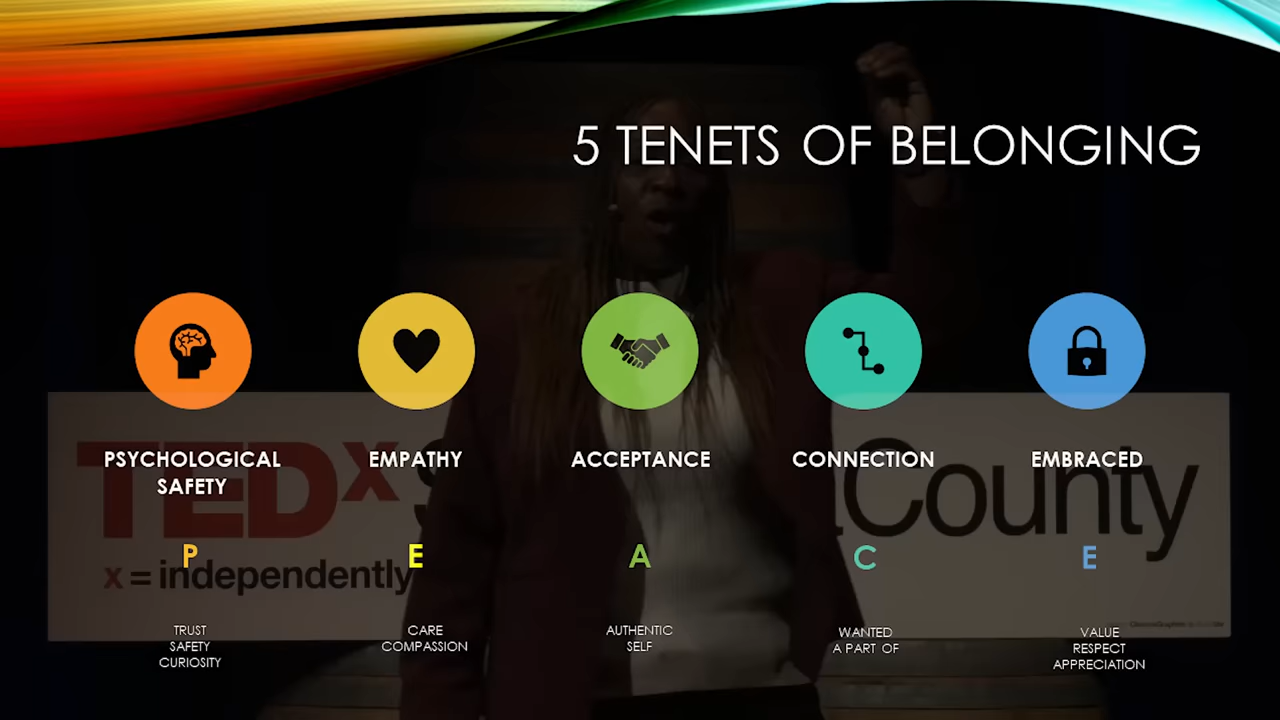 5 TENETS OF BELONGING
PSYCHOLOGICAL
SAFETY
EMPATHY
ACCEPTANCE
CONNECTION
EMBRACED
TEDx
County
P
E
A
C
E
x = independently
TRUST
SAFETY
CURIOSITY
CARE
COMPASSION
AUTHENTIC
SELF
WANTED
A PART OF
VALUE
RESPECT
APPRECIATION